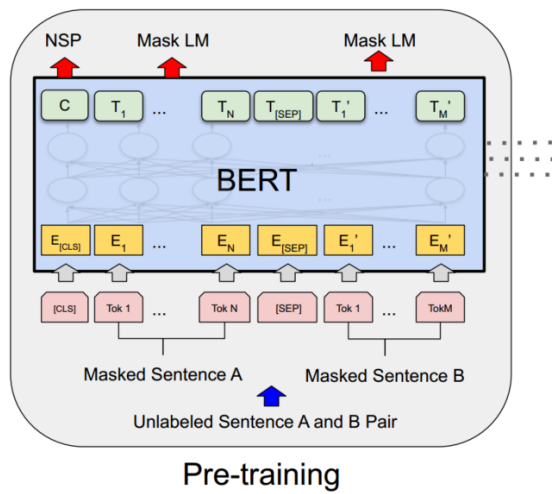 NSP Mask LM Mask LM
C T1 ... TN T[SEP] T1' ... TM'
...
BERT
...
E[CLS] E1 ... EN E[SEP] E1' ... EM'
[CLS] Tok 1 ... Tok N [SEP] Tok 1 ... TokM
Masked Sentence A Masked Sentence B
Unlabeled Sentence A and B Pair
Pre-training